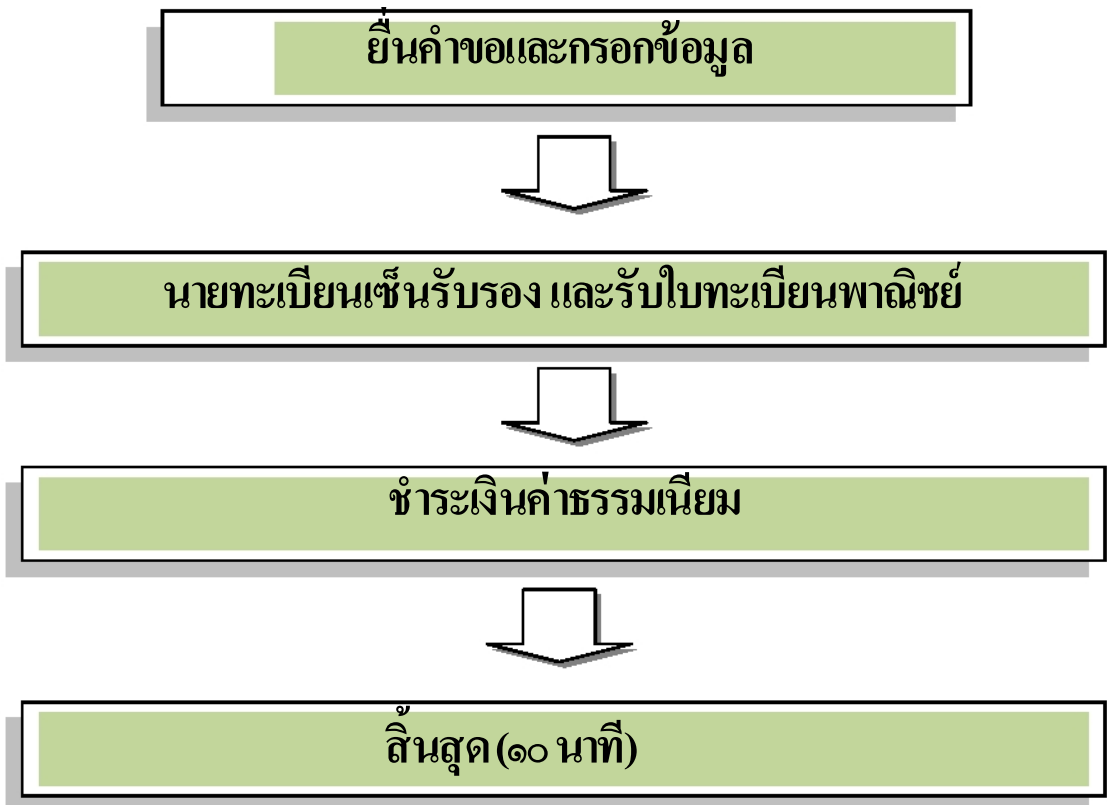 ยื่นคำขอและกรอกข้อมูล
นายทะเบียนเซ็นรับรอง และรับใบทะเบียนพาณิชย์
ชำระเงินค่าธรรมเนียม
สิ้นสุด (๑๐ นาที)